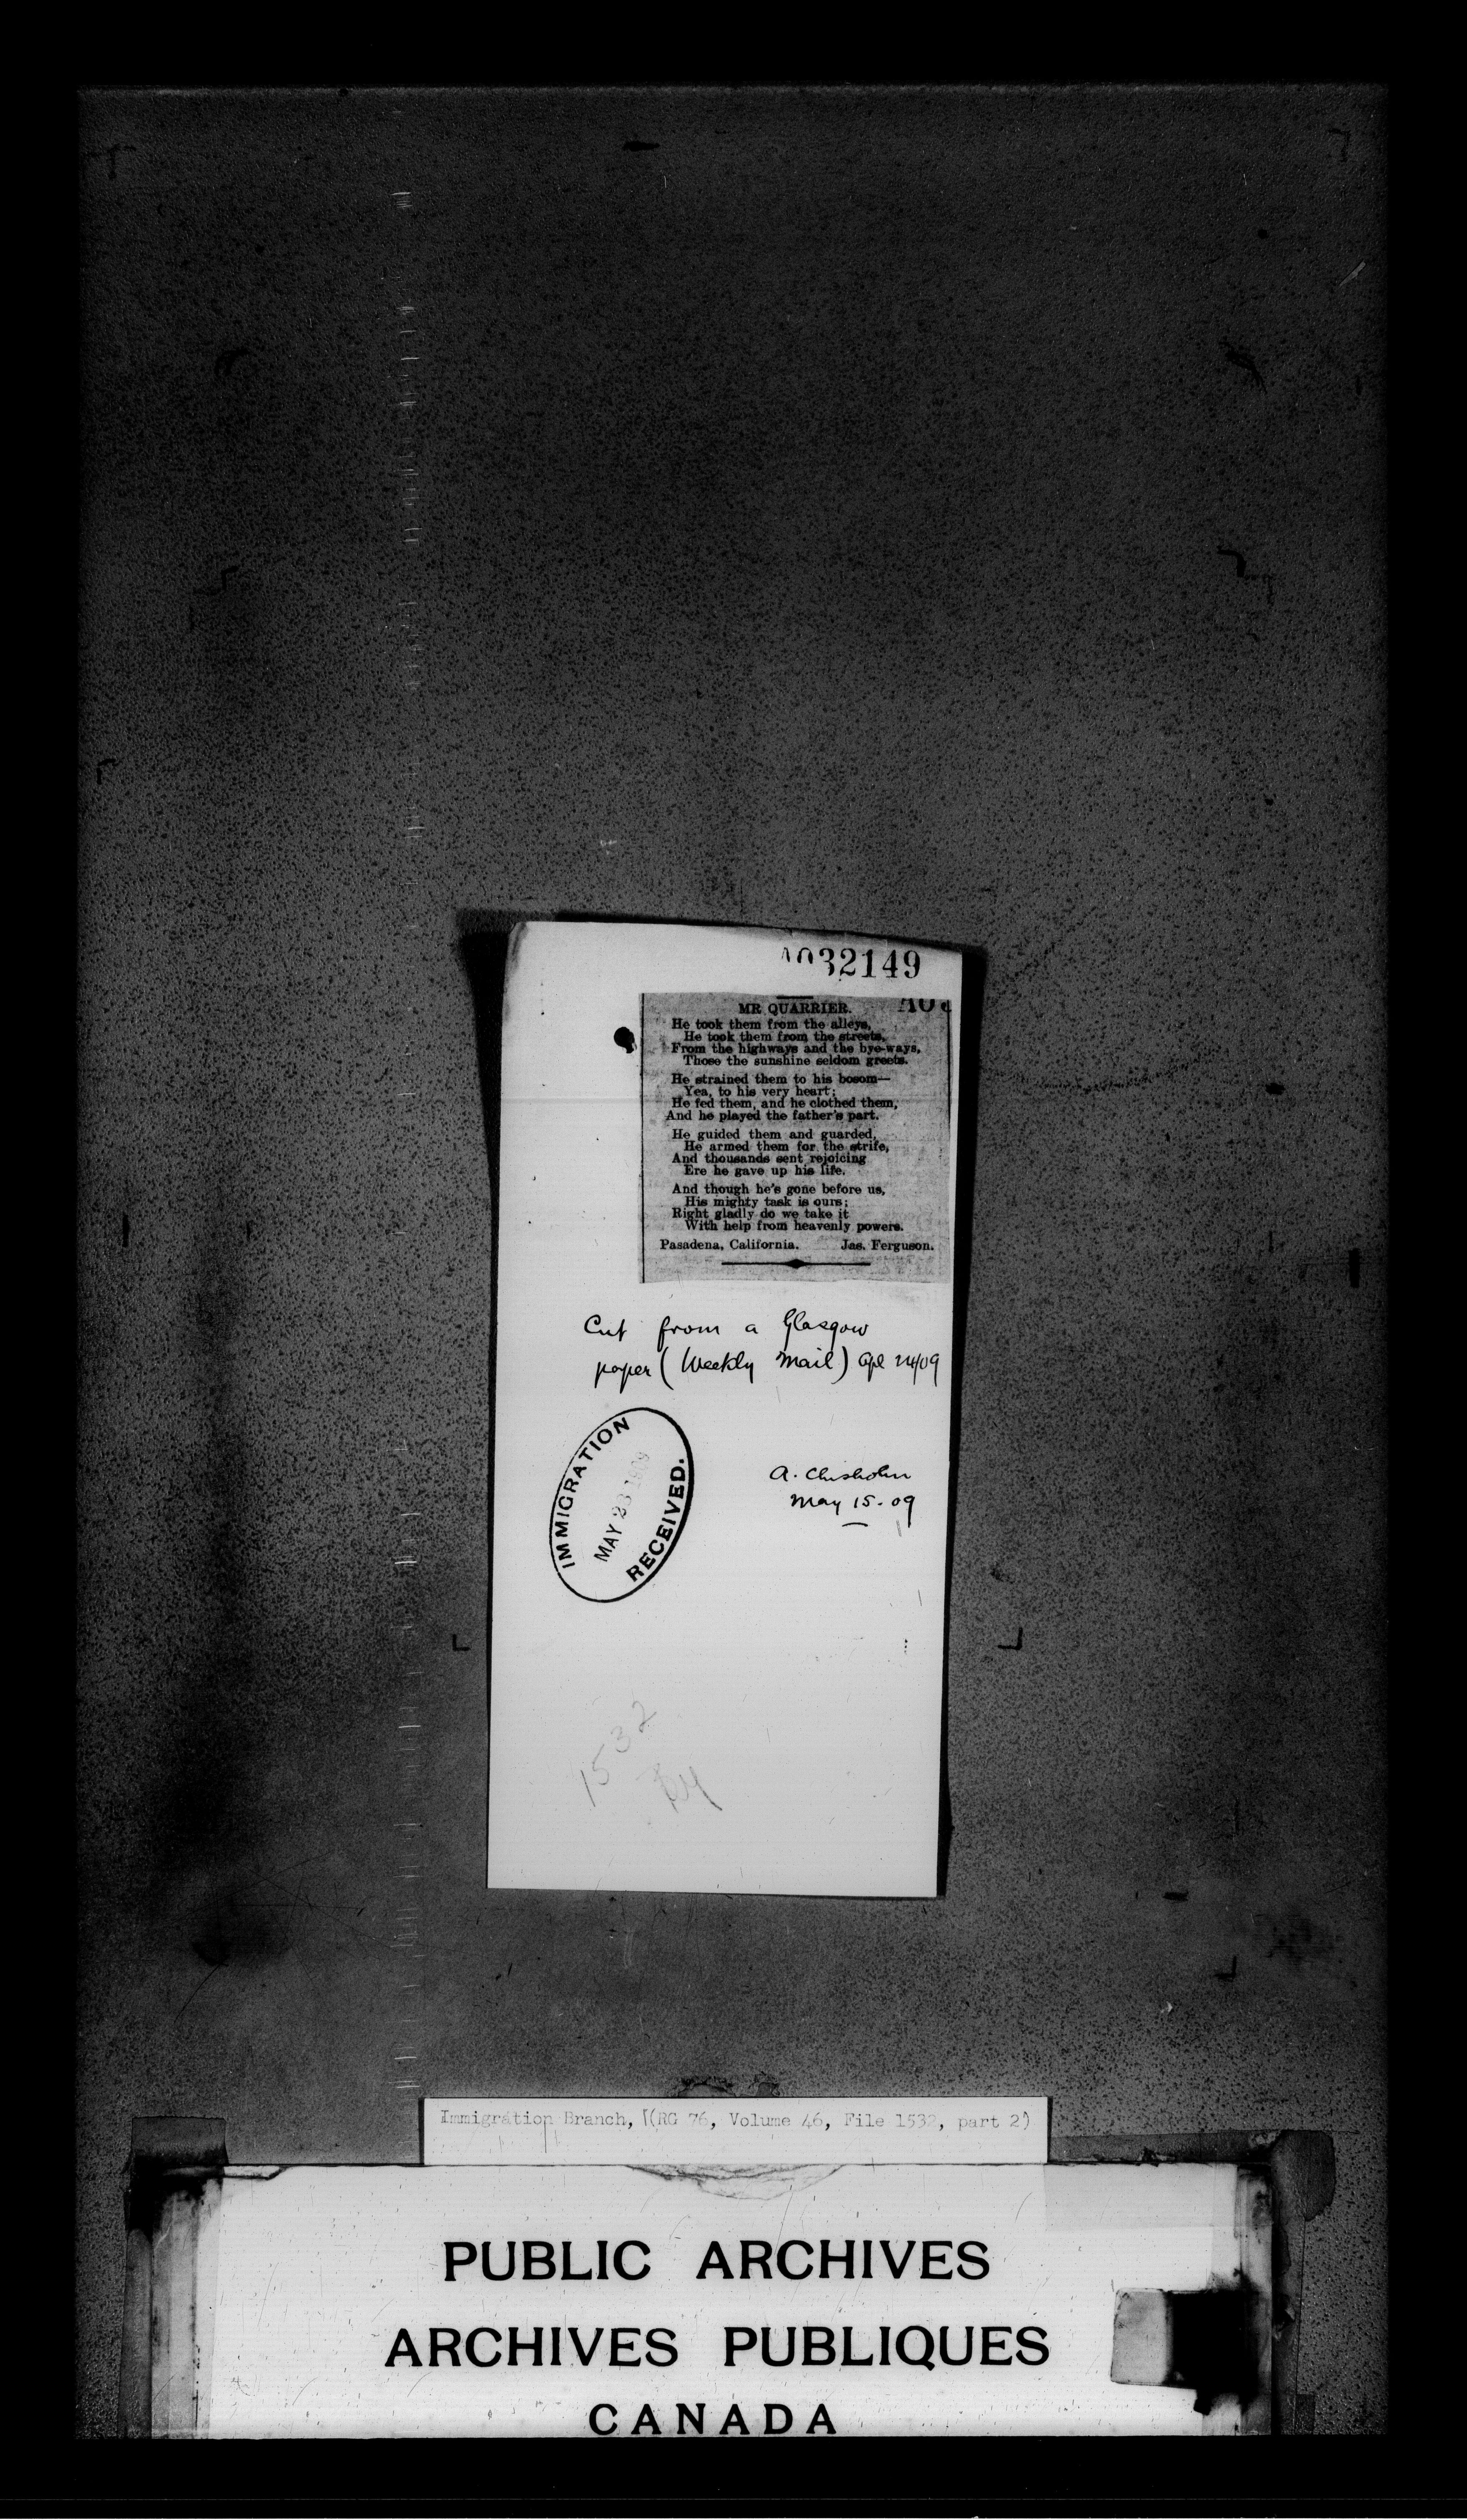 A032149
A03
MR QUARRIER.
He took them from the alleys,
He took them from the streets,
From the highways and the bye-ways,
Those the sunshine seldom greets.
He strained them to his bosom—
Yea, to his very heart;
He fed them, and he clothed them,
And he played the father's part.
He guided them and guarded,
He armed them for the strife,
And thousands sent rejoicing
Ere he gave up his life.
And though he's gone before us,
His mighty task is ours;
Right gladly do we take it
With help from heavenly powers.
Pasadena, California. Jas. Ferguson.
Cut from a Glasgow
paper (Weekly Mail) Apl 24/09
IMMIGRATION
MAY 23 1909
RECEIVED.
A. Chisholm
May 15-09
1532
Immigration Branch, (RG 76, Volume 46, File 1532, part 2)
PUBLIC ARCHIVES
ARCHIVES PUBLIQUES
CANADA